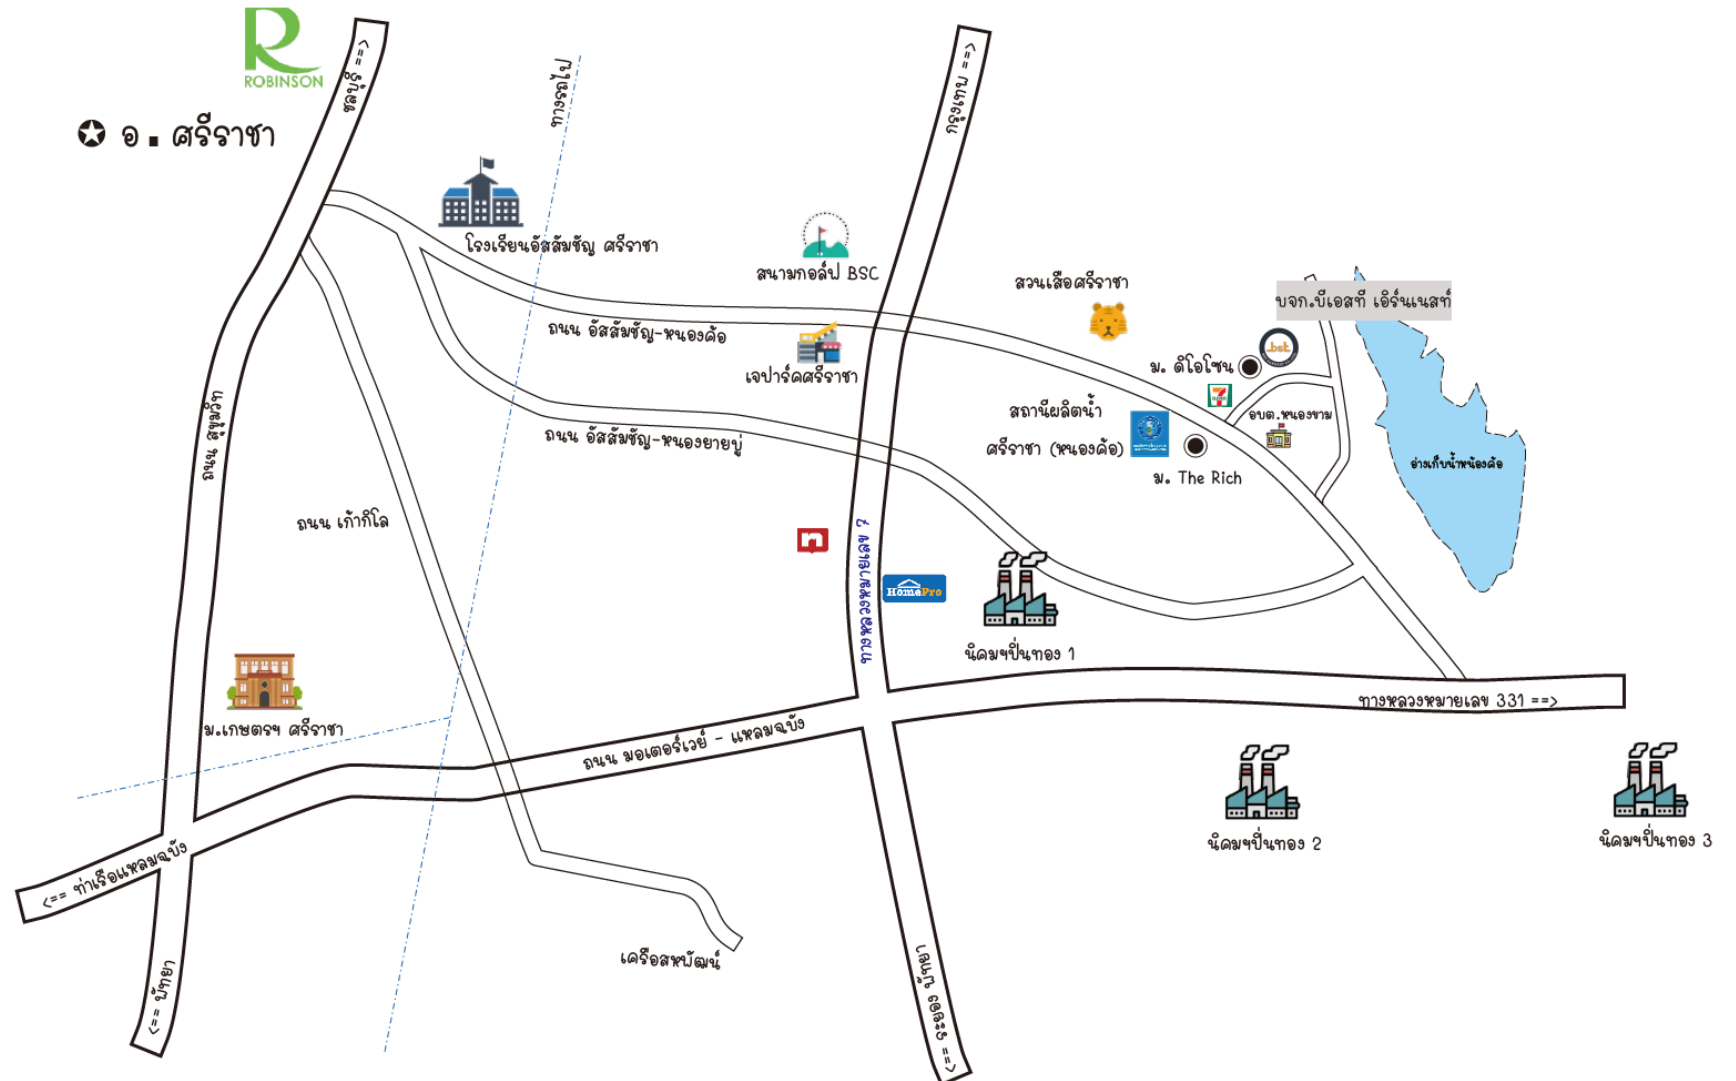 ROBINSON
อ. ศรีราชา
ชลบุรี ==>
ทางรถไฟ
กรุงเทพ ==>
โรงเรียนอัสสัมชัญ ศรีราชา
สนามกอล์ฟ BSC
สวนเสือศรีราชา
บจก.บีเอสที เอิร์นเนสท์
ถนน อัสสัมชัญ-หนองค้อ
bst
เจปาร์คศรีราชา
ม. ดิโอโซน
7
สถานีผลิตน้ำ
ศรีราชา (หนองค้อ)
อบต.หนองขาม
ถนน สุขุมวิท
ถนน อัสสัมชัญ-หนองยายบู่
อ่างเก็บน้ำหนองค้อ
ม. The Rich
ถนน เก้ากิโล
n
ทางหลวงหมายเลข 7
HomePro
นิคมฯปิ่นทอง 1
ม.เกษตรฯ ศรีราชา
ถนน มอเตอร์เวย์ - แหลมฉบัง
ทางหลวงหมายเลข 331 ==>
นิคมฯปิ่นทอง 2
นิคมฯปิ่นทอง 3
<== ท่าเรือแหลมฉบัง
เครือสหพัฒน์
<== พัทยา
<== ระยอง พัทยา